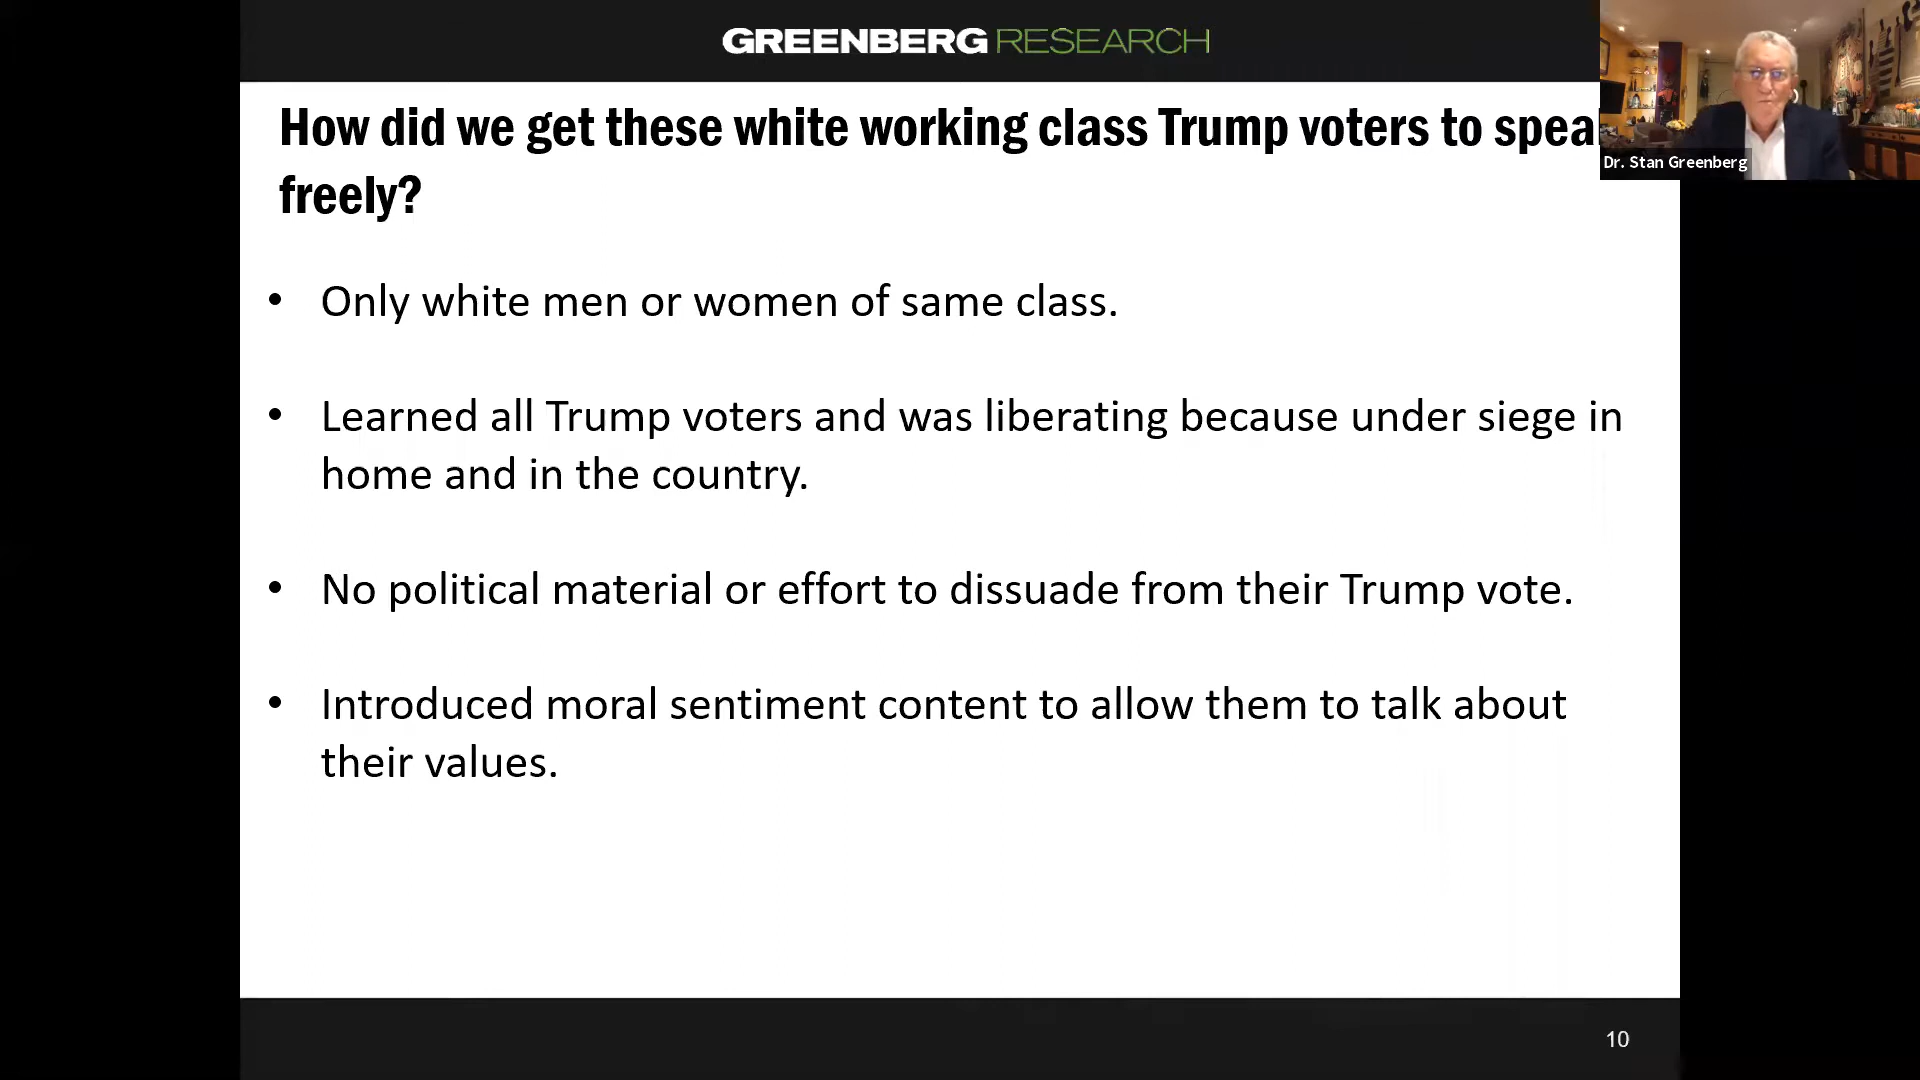 GREENBERG RESEARCH
How did we get these white working class Trump voters to spea
freely?
Dr. Stan Greenberg
• Only white men or women of same class.
• Learned all Trump voters and was liberating because under siege in
home and in the country.
• No political material or effort to dissuade from their Trump vote.
• Introduced moral sentiment content to allow them to talk about
their values.
10